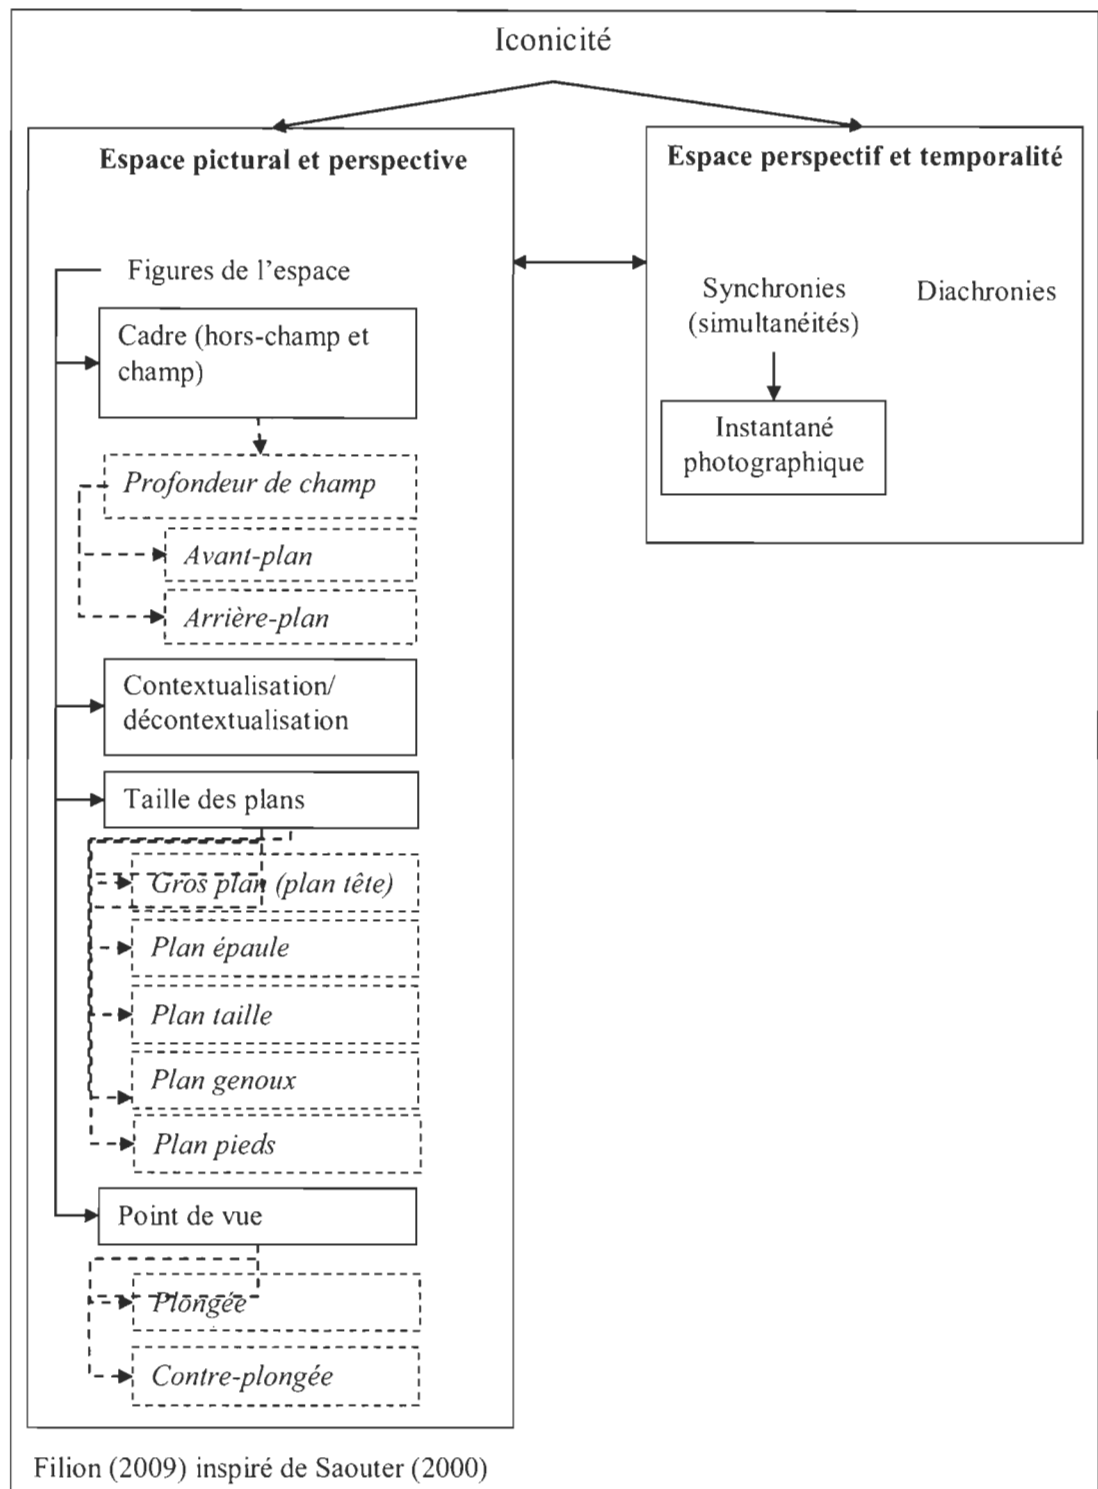 Iconicité
Espace pictural et perspective
Figures de l'espace
Cadre (hors-champ et
champ)
Profondeur de champ
Avant-plan
Arrière-plan
Contextualisation/
décontextualisation
Taille des plans
Gros plan (plan tête)
Plan épaule
Plan taille
Plan genoux
Plan pieds
Point de vue
Plongée
Contre-plongée
Espace perspectif et temporalité
Synchronies
(simultanéités)
Diachronies
Instantané
photographique
Filion (2009) inspiré de Saouter (2000)